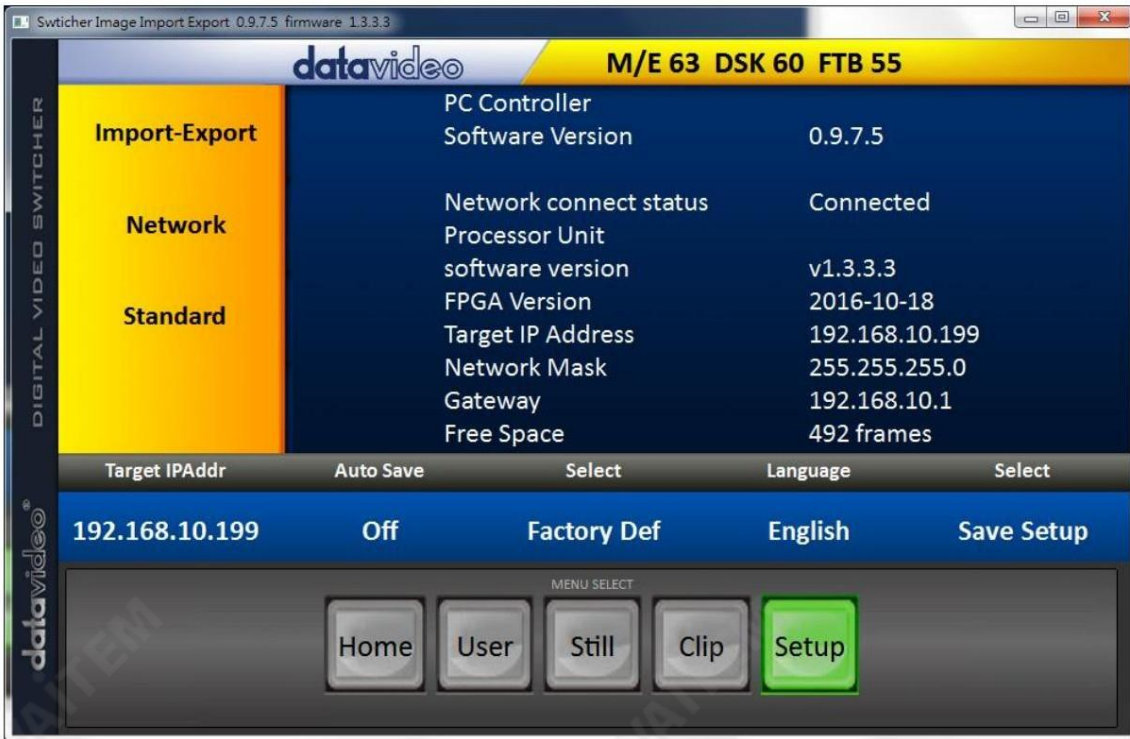 Swticher Image Import Export 0.9.7.5 firmware 1.3.3.3
datavideo M/E 63 DSK 60 FTB 55
DIGITAL VIDEO SWITCHER
datavideo®
Import-Export
Network
Standard
PC Controller
Software Version 0.9.7.5
Network connect status Connected
Processor Unit
software version v1.3.3.3
FPGA Version 2016-10-18
Target IP Address 192.168.10.199
Network Mask 255.255.255.0
Gateway 192.168.10.1
Free Space 492 frames
Target IPAddr Auto Save Select Language Select
192.168.10.199 Off Factory Def English Save Setup
MENU SELECT
Home User Still Clip Setup